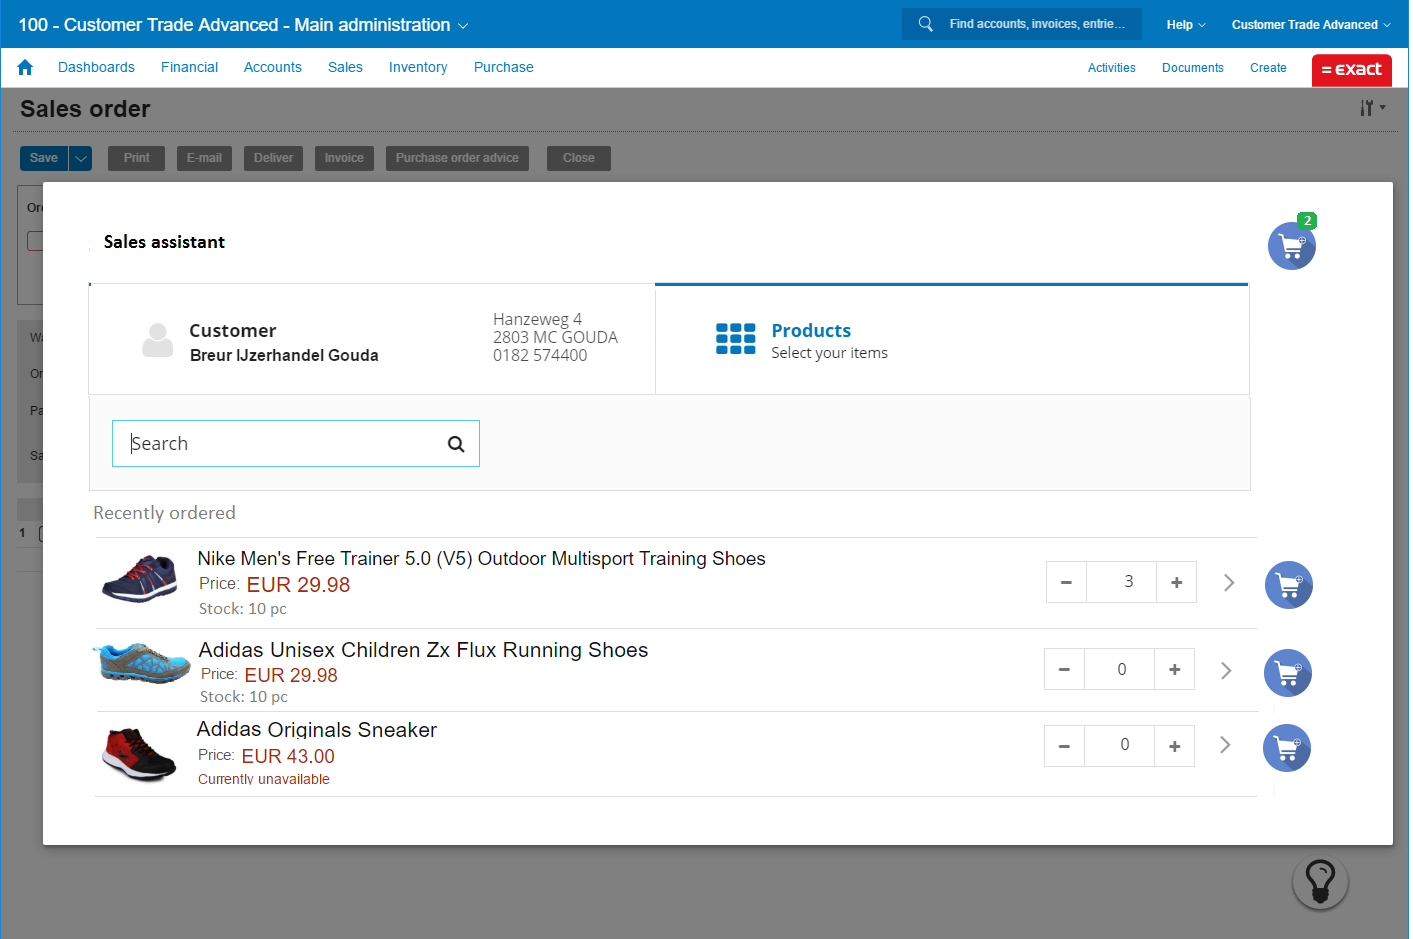 100 - Customer Trade Advanced - Main administration
Find accounts, invoices, entrie...
Help
Customer Trade Advanced
Dashboards
Financial
Accounts
Sales
Inventory
Purchase
Activities
Documents
Create
= exact
Sales order
Save
Print
E-mail
Deliver
Invoice
Purchase order advice
Close
Sales assistant
2
Customer
Breur IJzerhandel Gouda
Hanzeweg 4
2803 MC GOUDA
0182 574400
Products
Select your items
Search
Recently ordered
1
Nike Men's Free Trainer 5.0 (V5) Outdoor Multisport Training Shoes
Price: EUR 29.98
Stock: 10 pc
− 3 +
Adidas Unisex Children Zx Flux Running Shoes
Price: EUR 29.98
Stock: 10 pc
− 0 +
Adidas Originals Sneaker
Price: EUR 43.00
Currently unavailable
− 0 +